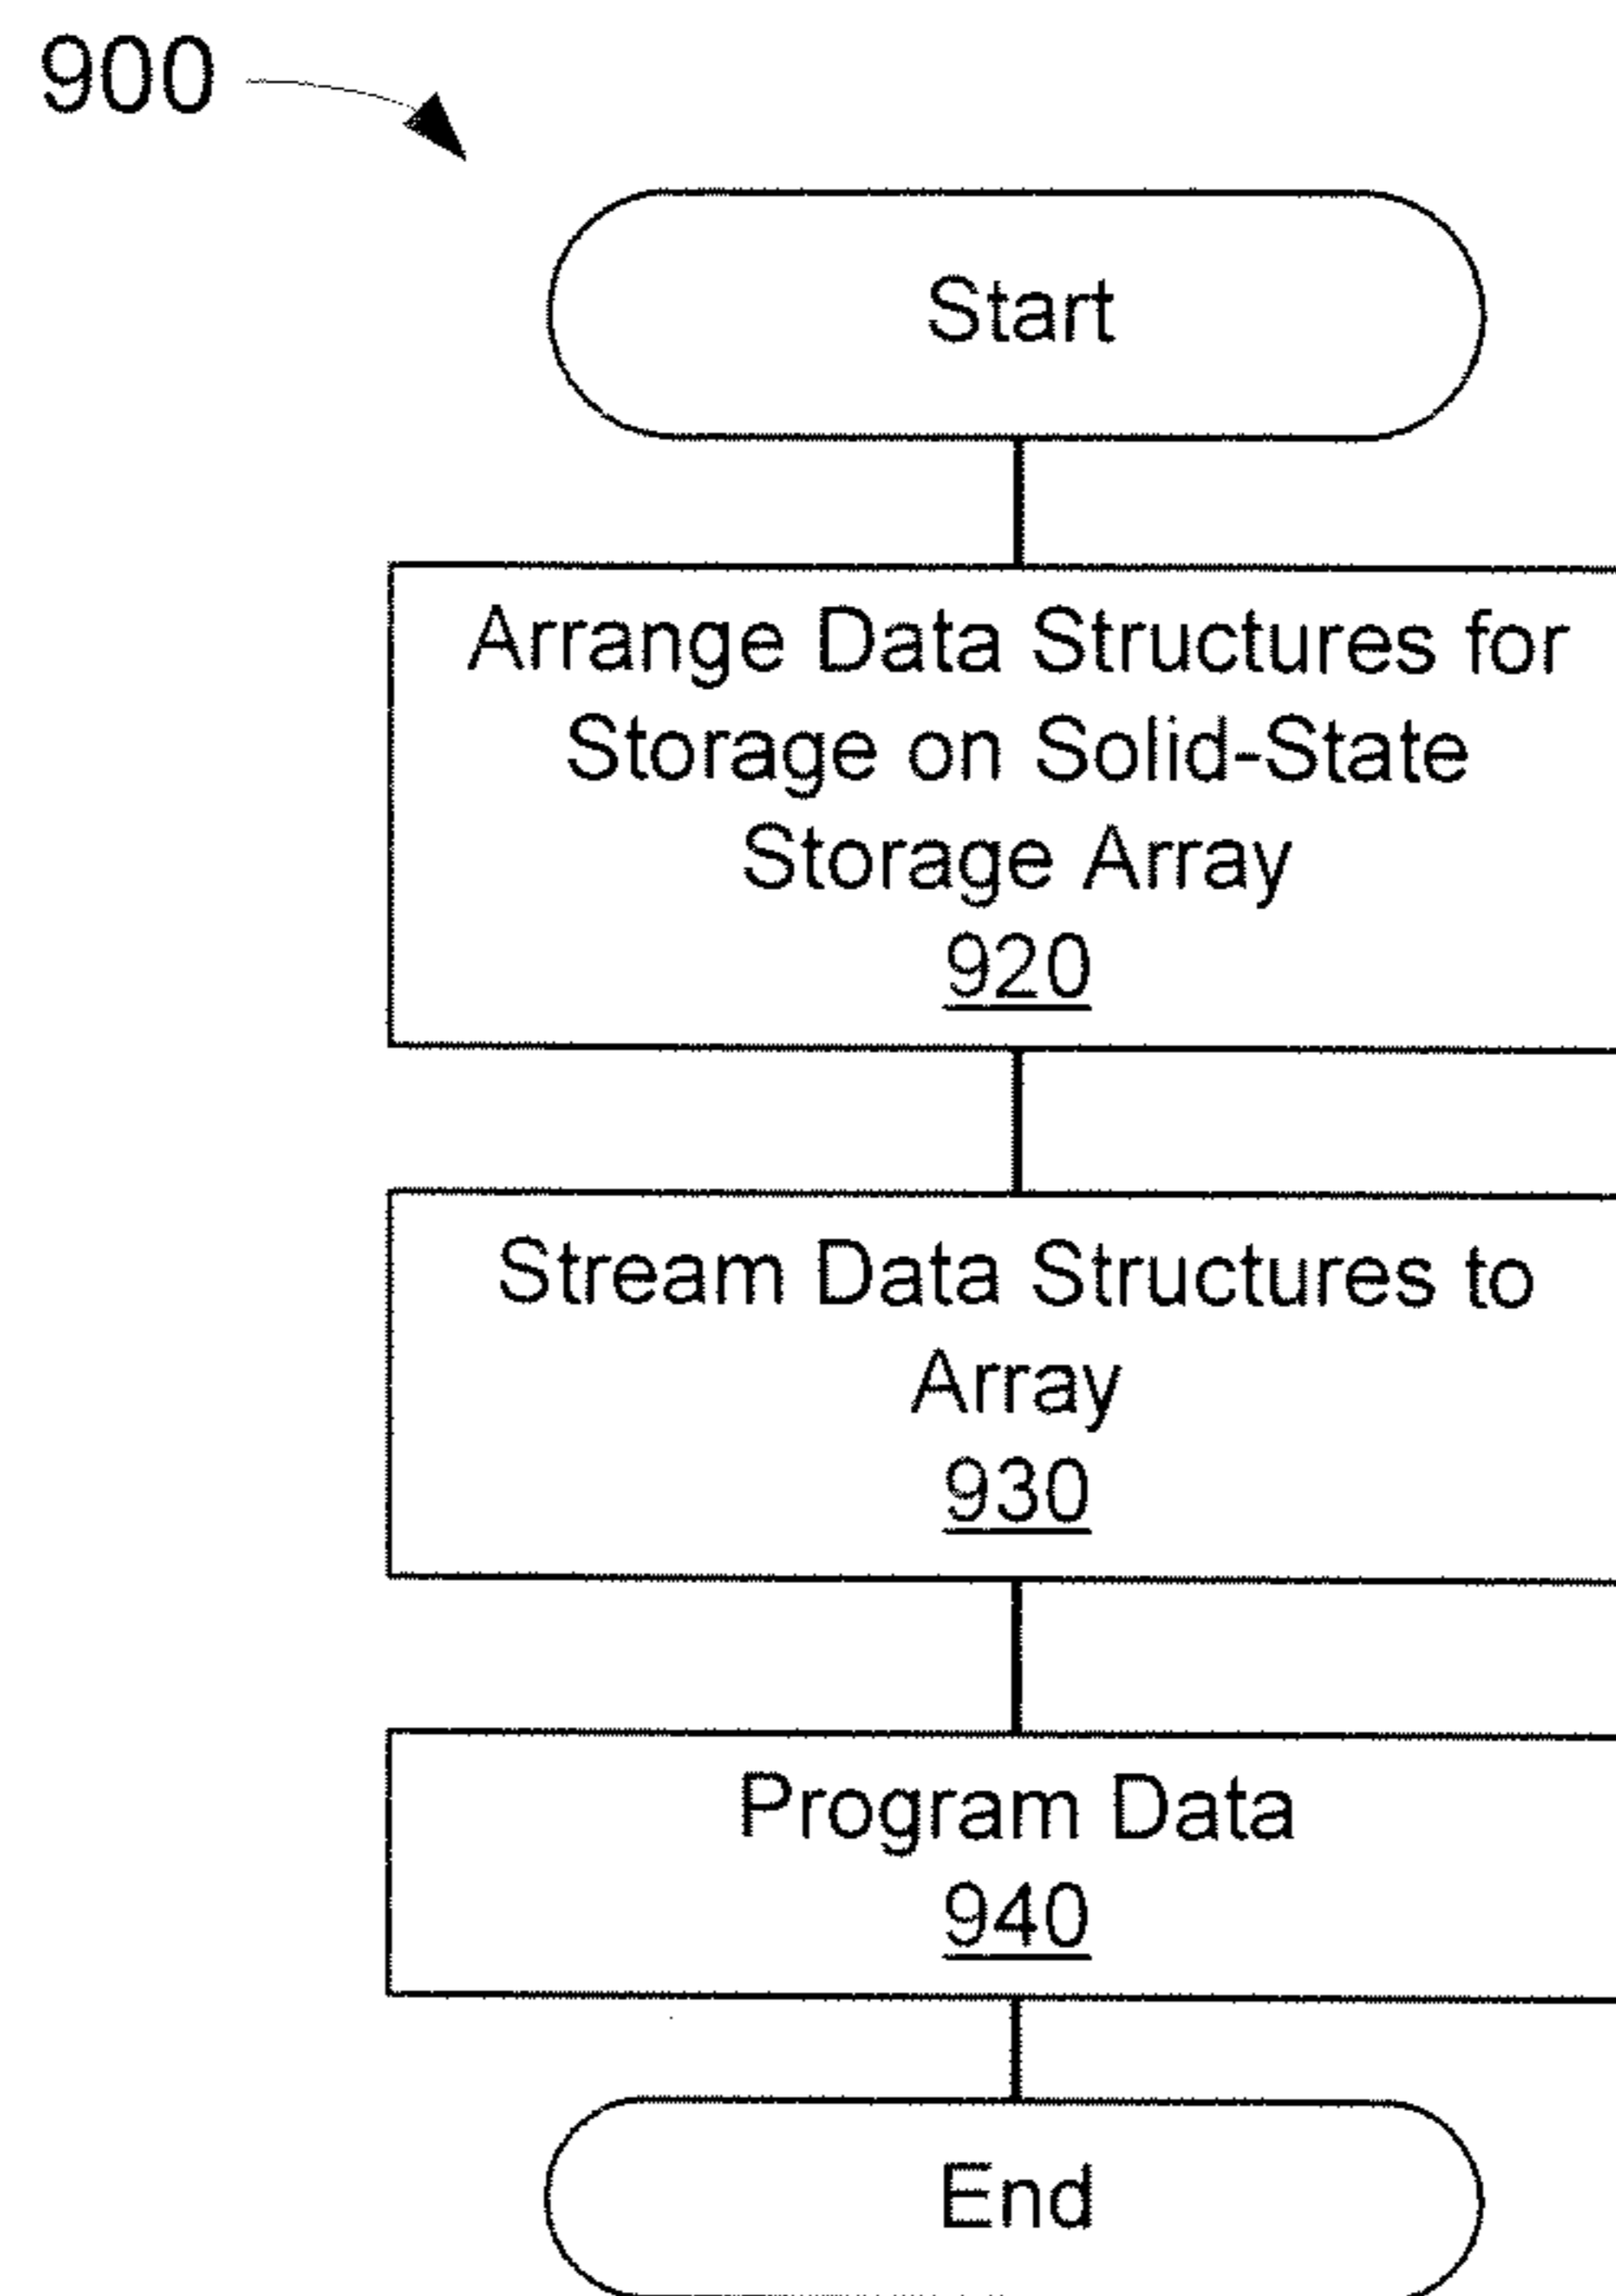 900
Start
Arrange Data Structures for
Storage on Solid-State
Storage Array
920
Stream Data Structures to
Array
930
Program Data
940
End